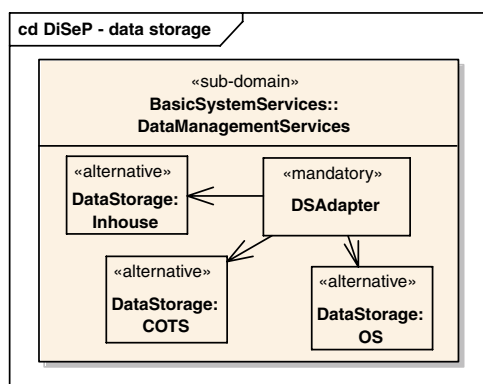 cd DiSeP - data storage
«sub-domain»
BasicSystemServices::
DataManagementServices
«alternative»
DataStorage:
Inhouse
«mandatory»
DSAdapter
«alternative»
DataStorage:
COTS
«alternative»
DataStorage:
OS